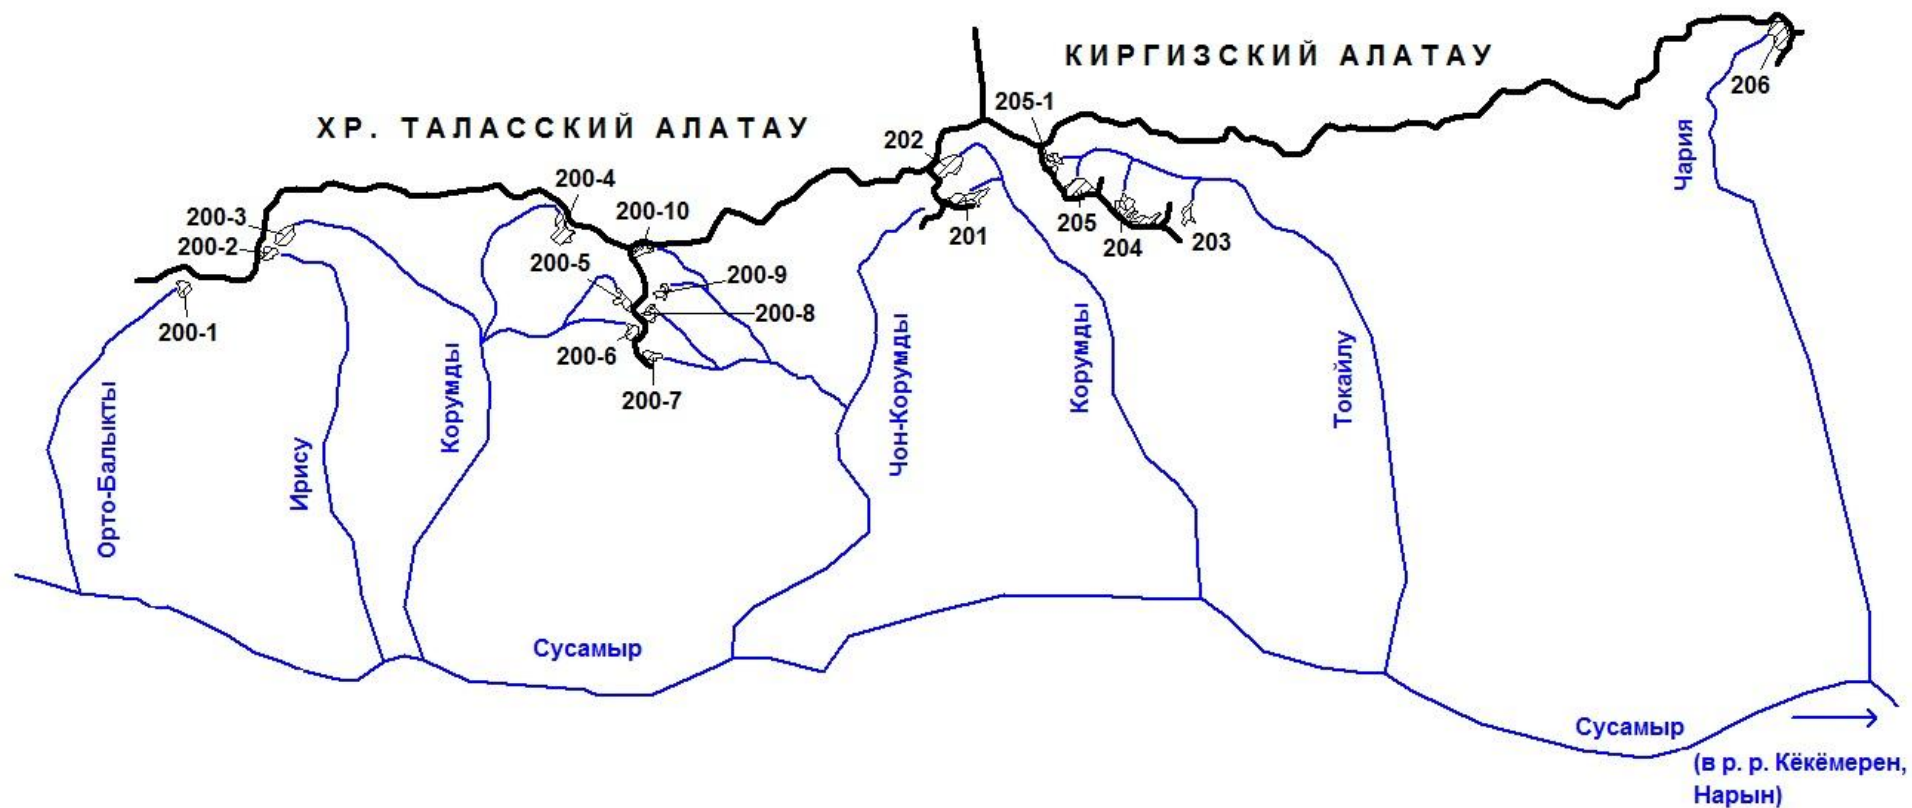 КИРГИЗСКИЙ АЛАТАУ
206
205-1
ХР. ТАЛАССКИЙ АЛАТАУ
202
Чария
200-4
200-3
200-10
200-2
201
205
204
203
200-5
200-9
200-1
200-8
200-6
200-7
Орто-Балыкты
Ирису
Корумды
Чон-Корумды
Корумды
Токайлу
Сусамыр
Сусамыр
(в р. р. Кёкёмерен,
Нарын)